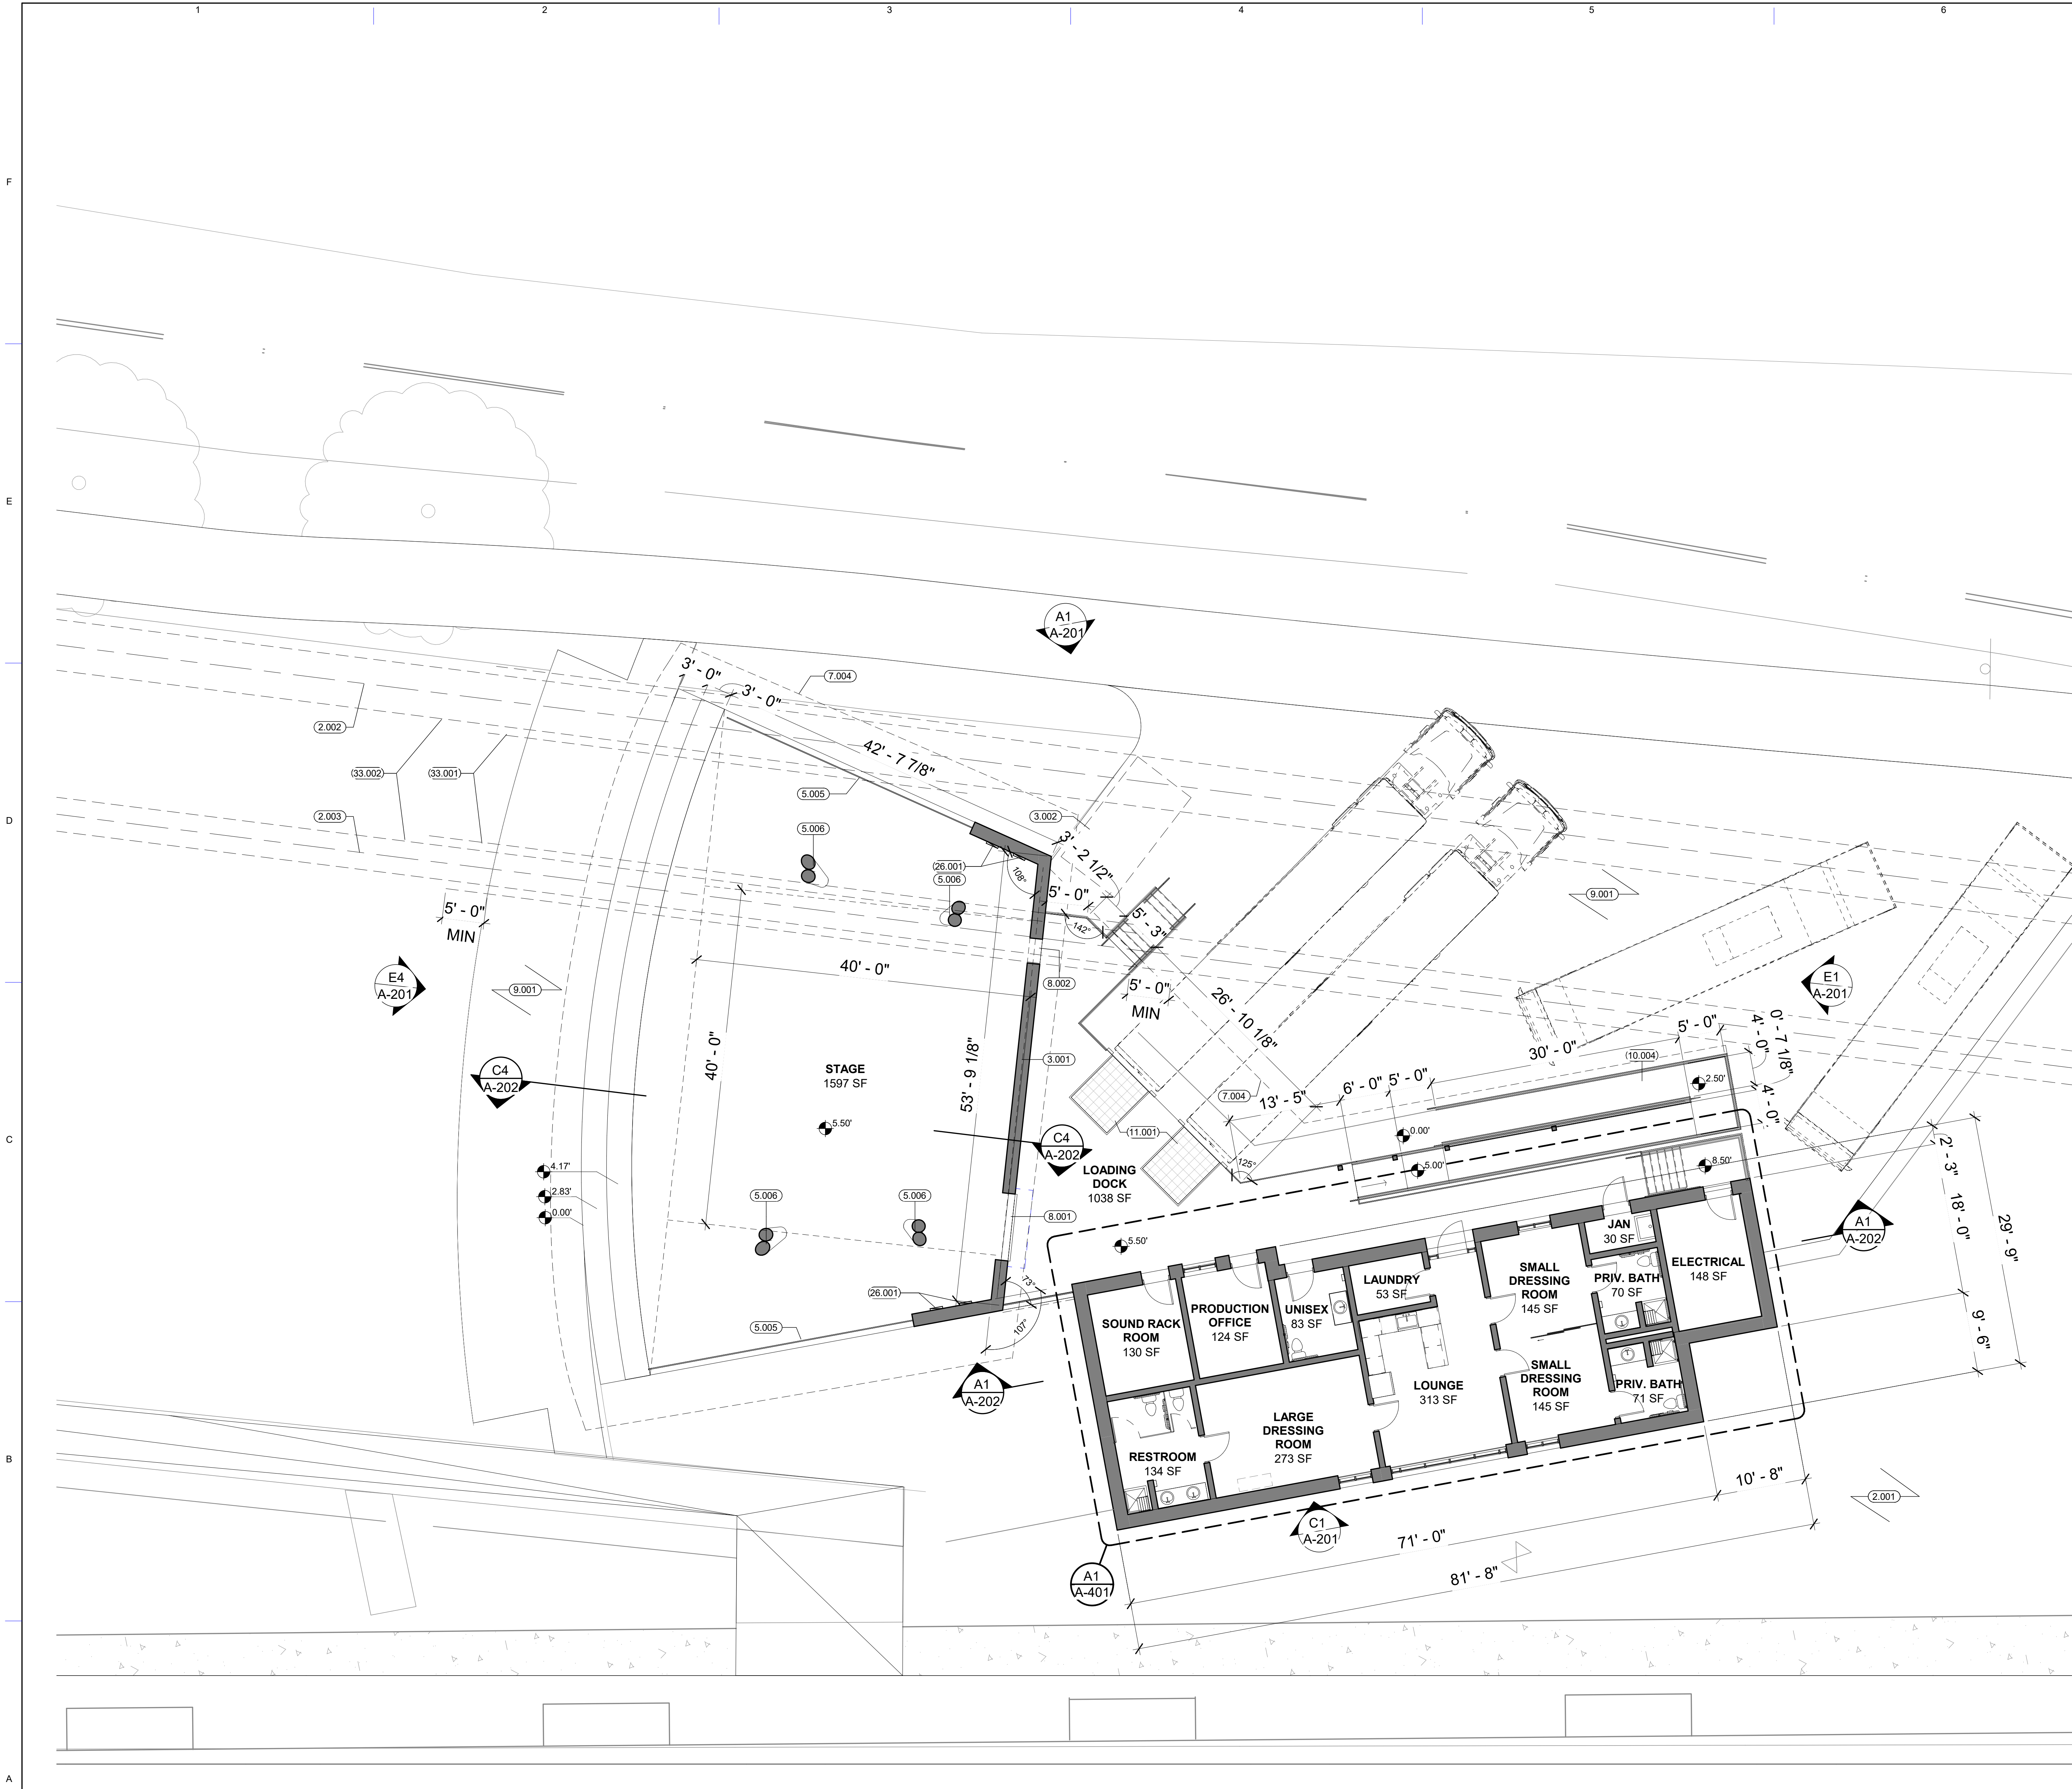 1
2
3
4
5
6
F
E
D
C
B
A
A1
A-201
3' - 0"
3' - 0"
7.004
2.002
42' - 7 7/8"
(33.002)
(33.001)
5.005
2.003
3.002
5.006
3' - 2 1/2"
(26.001)
108°
5.006
5' - 0"
9.001
5' - 0"
MIN
142°
5' - 3"
40' - 0"
E4
A-201
9.001
8.002
5' - 0"
MIN
E1
A-201
26' - 10 1/8"
40' - 0"
53' - 9 1/8"
3.001
5' - 0"
4' - 0"
0' - 7 1/8"
30' - 0"
(10.004)
C4
A-202
STAGE
1597 SF
6' - 0"
5' - 0"
2.50'
7.004
13' - 5"
4' - 0"
5.50'
(11.001)
0.00'
C4
A-202
125°
5.00'
8.50'
2' - 3"
4.17'
2.83'
0.00'
LOADING
DOCK
1038 SF
5.006
5.006
8.001
18' - 0"
29' - 9"
A1
A-202
5.50'
JAN
30 SF
ELECTRICAL
148 SF
(26.001)
73°
LAUNDRY
53 SF
SMALL
DRESSING
ROOM
145 SF
PRIV. BATH
70 SF
5.005
107°
SOUND RACK
ROOM
130 SF
PRODUCTION
OFFICE
124 SF
UNISEX
83 SF
9' - 6"
A1
A-202
LOUNGE
313 SF
SMALL
DRESSING
ROOM
145 SF
PRIV. BATH
71 SF
LARGE
DRESSING
ROOM
273 SF
RESTROOM
134 SF
10' - 8"
2.001
C1
A-201
71' - 0"
81' - 8"
A1
A-401